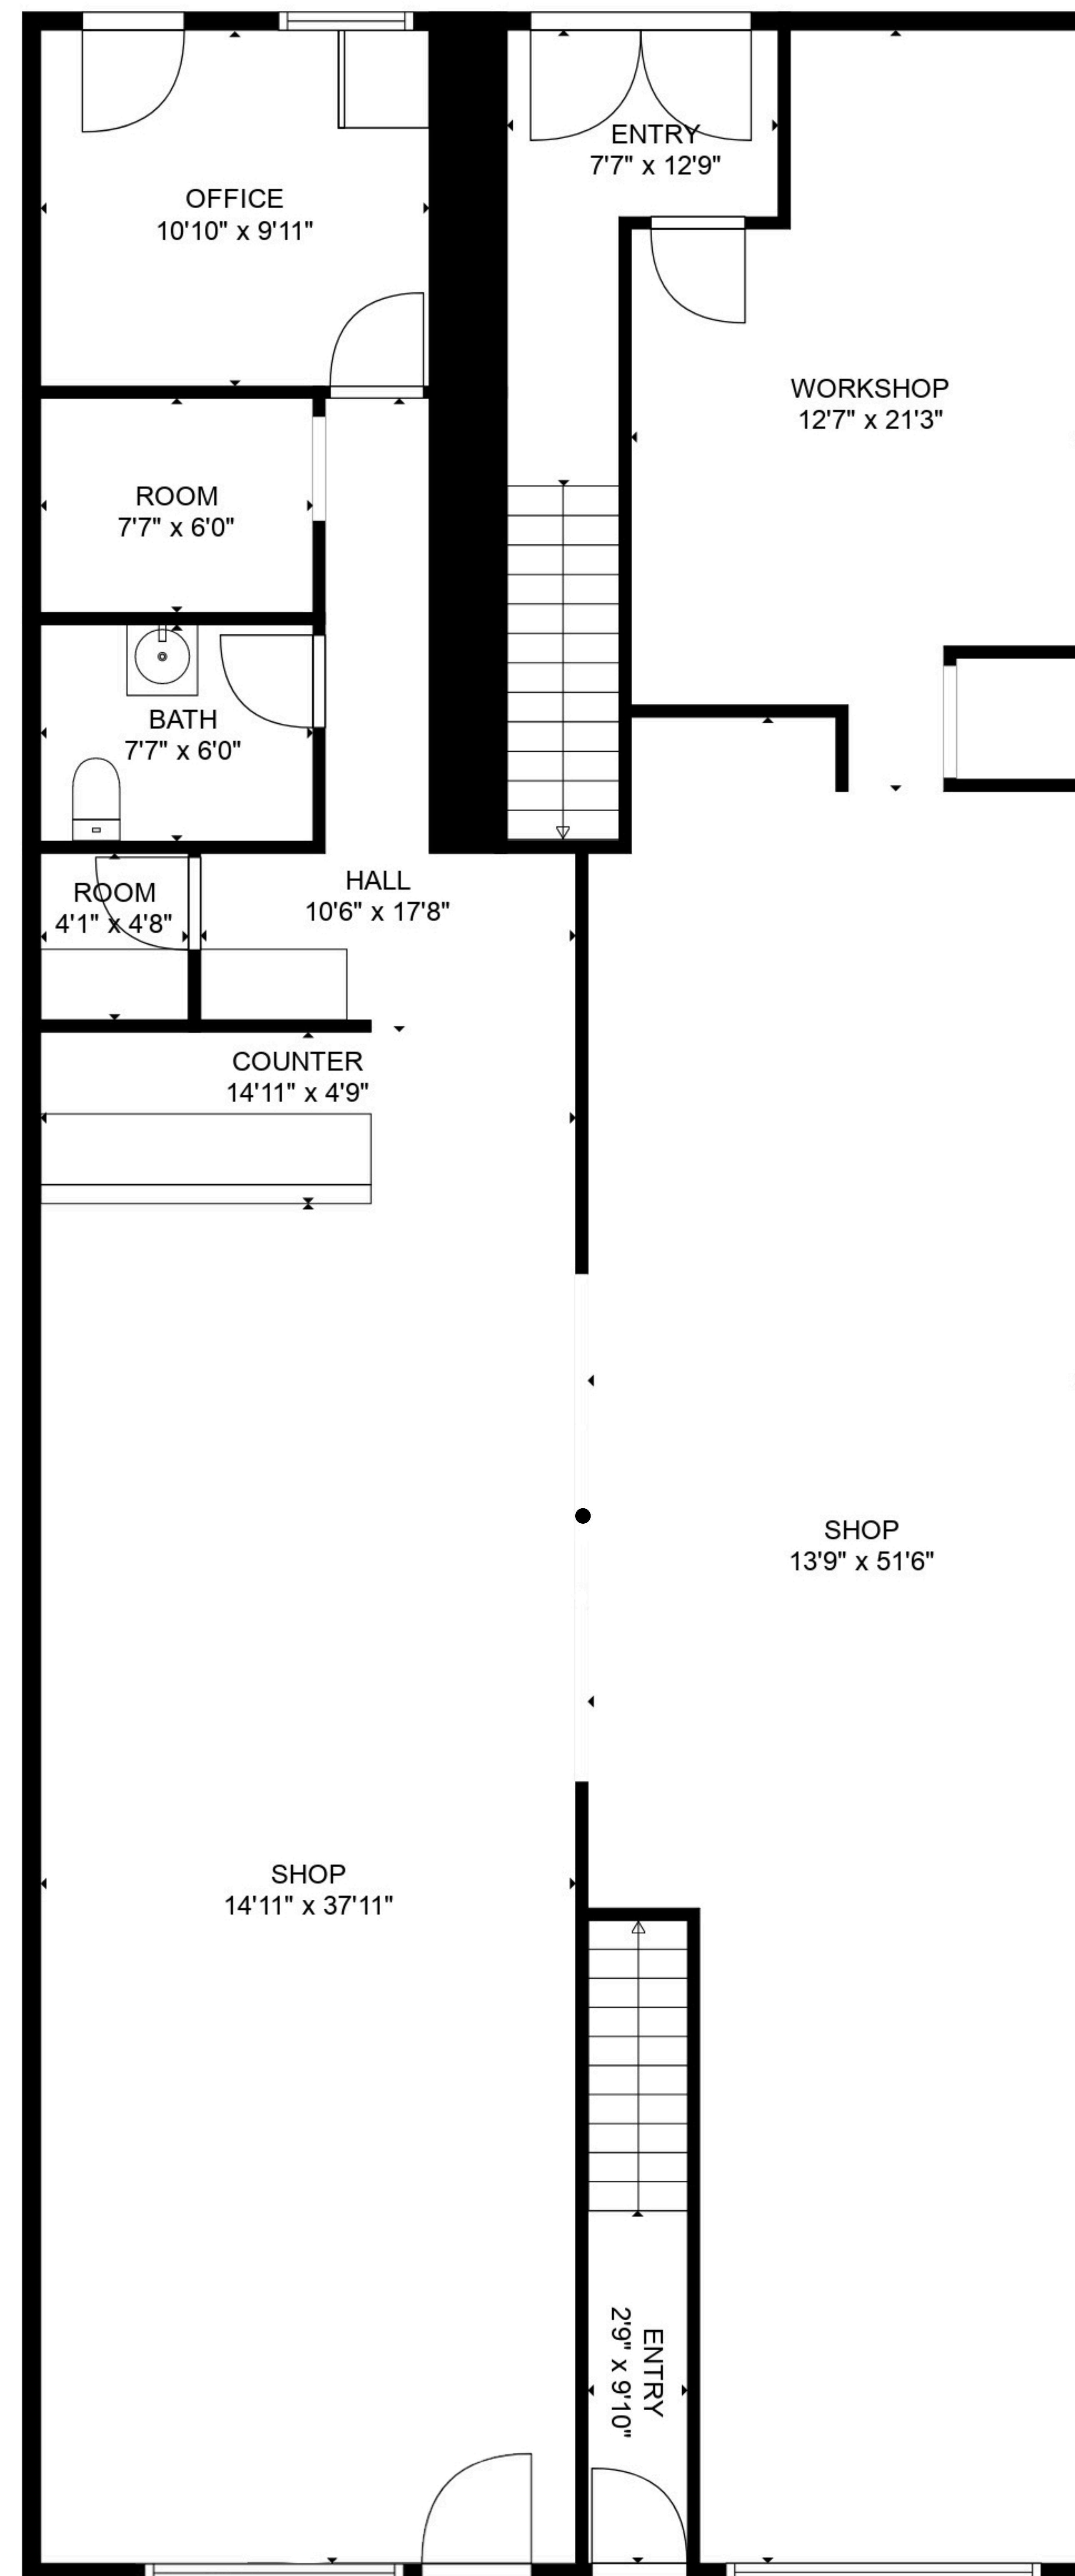 ENTRY
7'7" x 12'9"
OFFICE
10'10" x 9'11"
WORKSHOP
12'7" x 21'3"
ROOM
7'7" x 6'0"
BATH
7'7" x 6'0"
HALL
10'6" x 17'8"
ROOM
4'1" x 4'8"
COUNTER
14'11" x 4'9"
SHOP
13'9" x 51'6"
SHOP
14'11" x 37'11"
ENTRY
2'9" x 9'10"